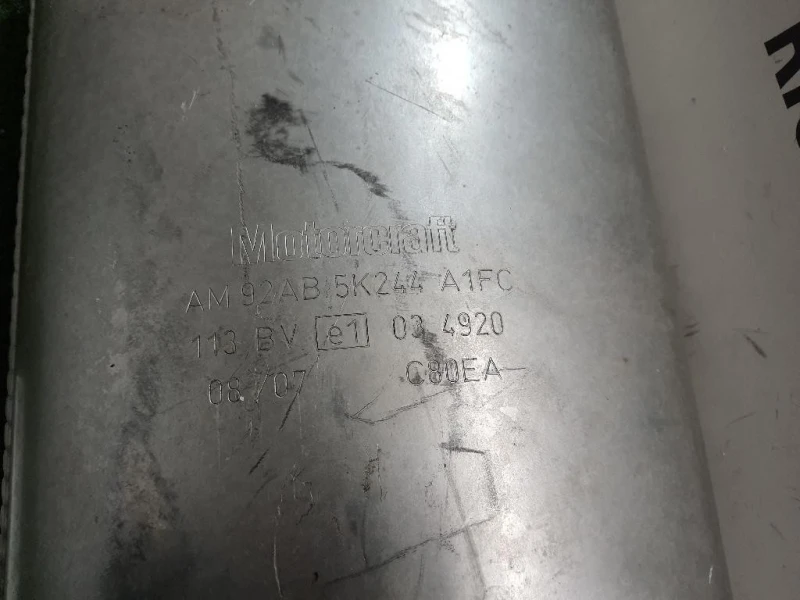 Motorcraft
AM 92AB 5K244 A1FC
113 BV e1 03 4920
08/07 C80EA